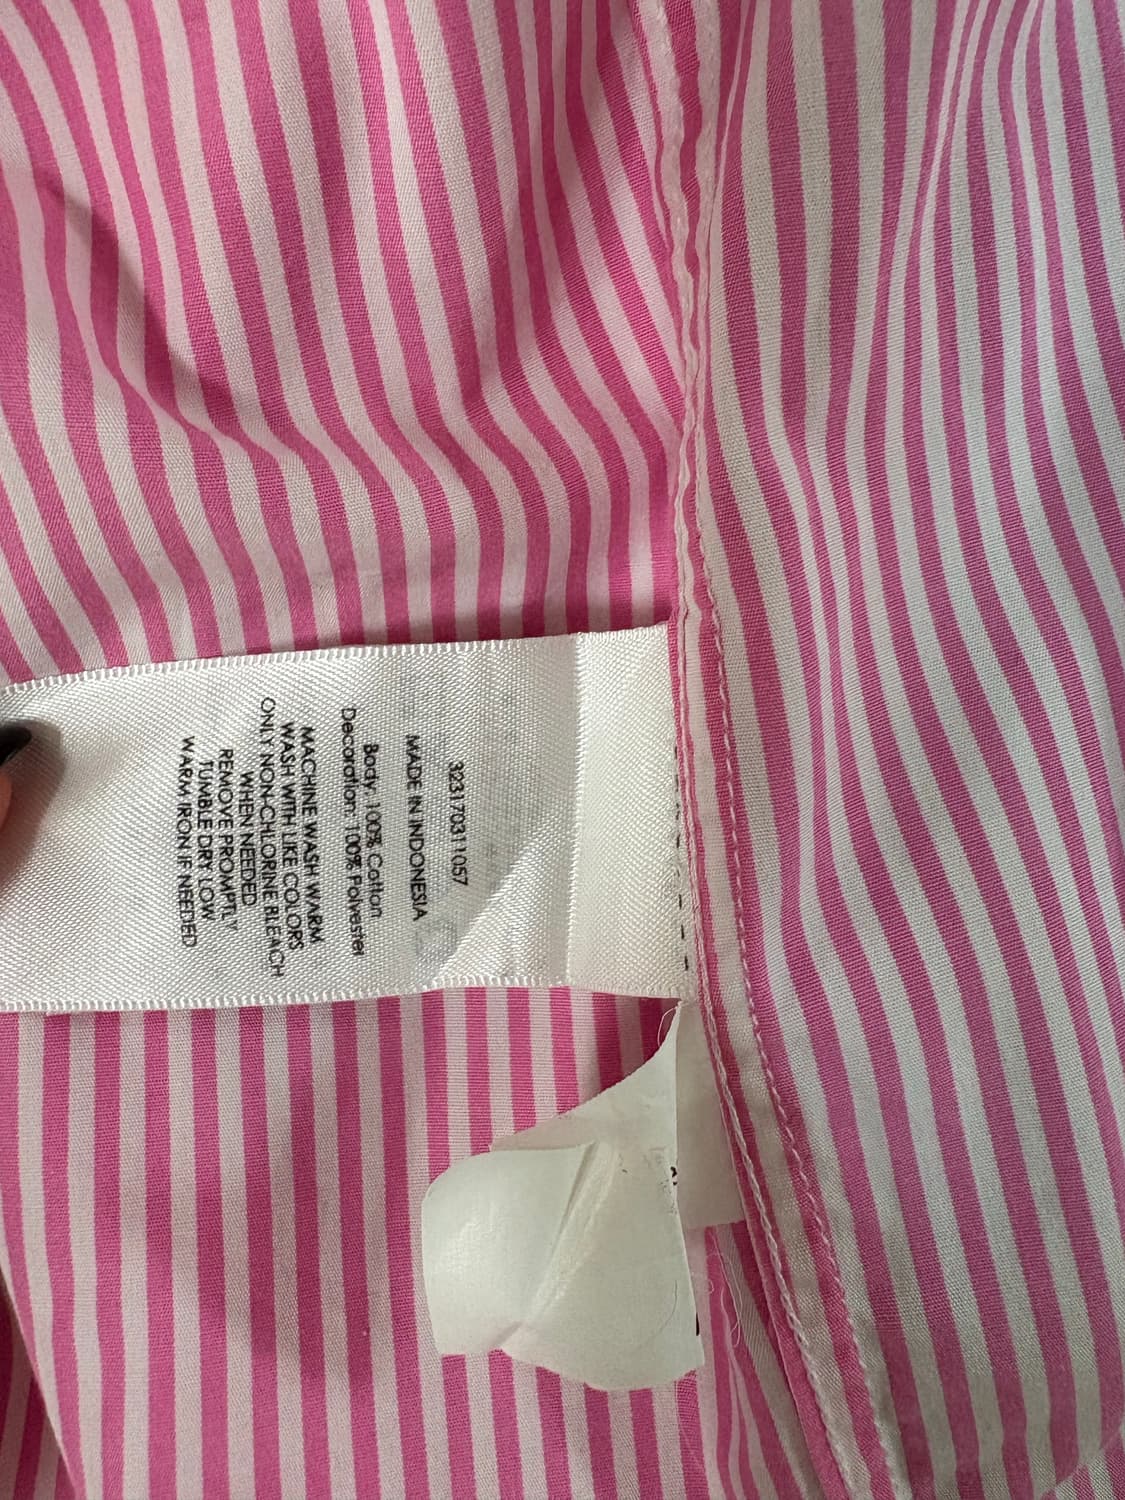 323170311057
MADE IN INDONESIA
Body: 100% Cotton
Decoration: 100% Polyester
MACHINE WASH WARM
WASH WITH LIKE COLORS
ONLY NON-CHLORINE BLEACH
WHEN NEEDED
REMOVE PROMPTLY
TUMBLE DRY LOW
WARM IRON IF NEEDED